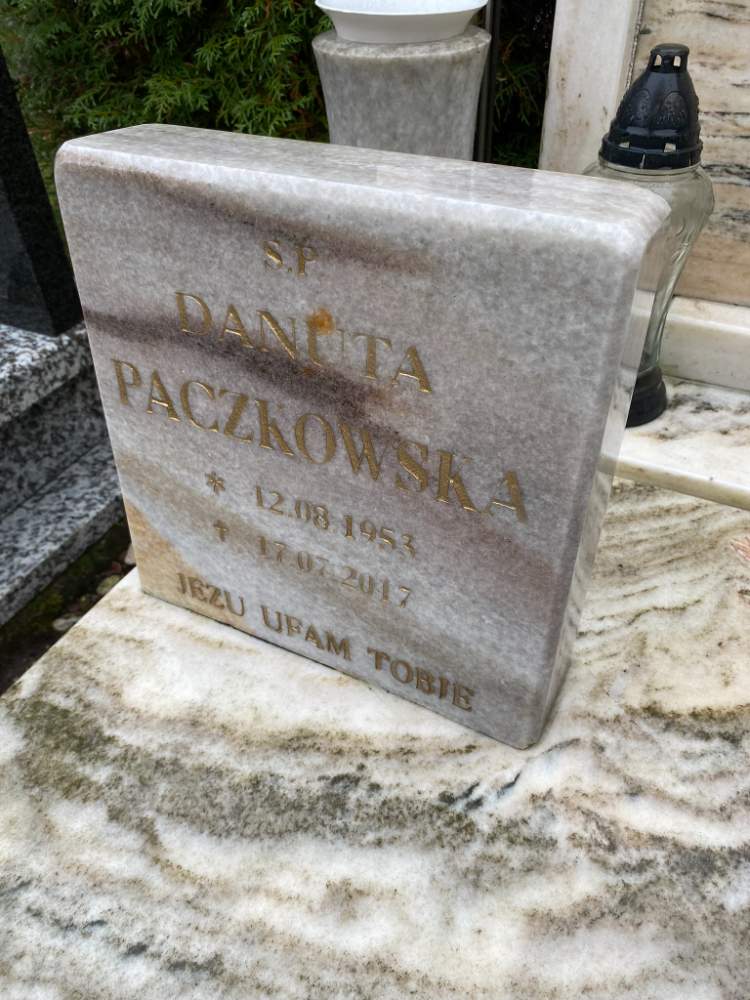 S.P
DANUTA
PACZKOWSKA
* 12.08.1953
† 17.07.2017
JEZU UFAM TOBIE